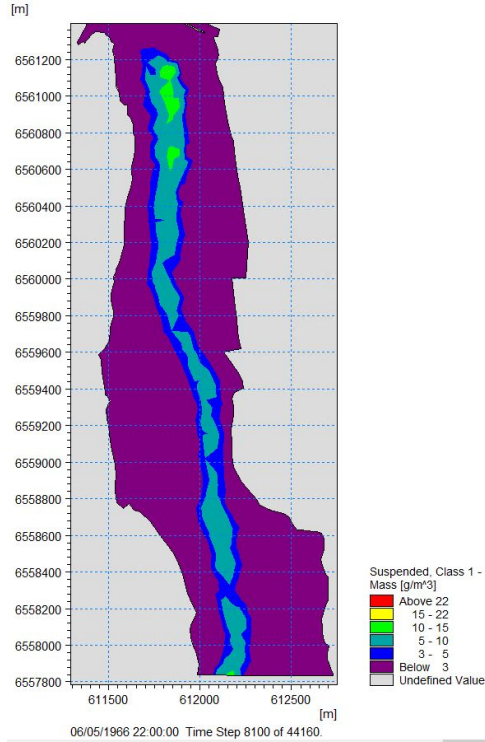 [m]
6561200
6561000
6560800
6560600
6560400
6560200
6560000
6559800
6559600
6559400
6559200
6559000
6558800
6558600
6558400
6558200
6558000
6557800
611500 612000 612500
[m]
06/05/1966 22:00:00 Time Step 8100 of 44160.
Suspended, Class 1 -
Mass [g/m^3]
Above 22
15 - 22
10 - 15
5 - 10
3 - 5
Below 3
Undefined Value